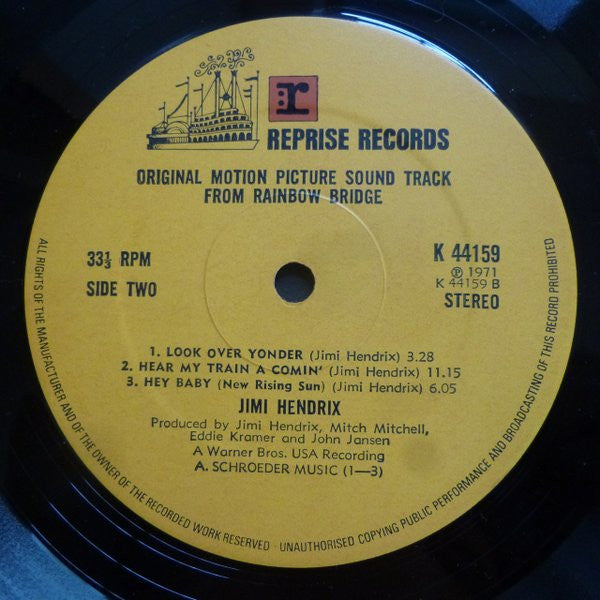 r
REPRISE RECORDS
ORIGINAL MOTION PICTURE SOUND TRACK
FROM RAINBOW BRIDGE
33⅓ RPM
SIDE TWO
K 44159
℗ 1971
K 44159 B
STEREO
1. LOOK OVER YONDER (Jimi Hendrix) 3.28
2. HEAR MY TRAIN A COMIN' (Jimi Hendrix) 11.15
3. HEY BABY (New Rising Sun) (Jimi Hendrix) 6.05
JIMI HENDRIX
Produced by Jimi Hendrix, Mitch Mitchell,
Eddie Kramer and John Jansen
A Warner Bros. USA Recording
A. SCHROEDER MUSIC (1—3)
ALL RIGHTS OF THE MANUFACTURER AND OF THE OWNER OF THE RECORDED WORK RESERVED · UNAUTHORISED COPYING PUBLIC PERFORMANCE AND BROADCASTING OF THIS RECORD PROHIBITED